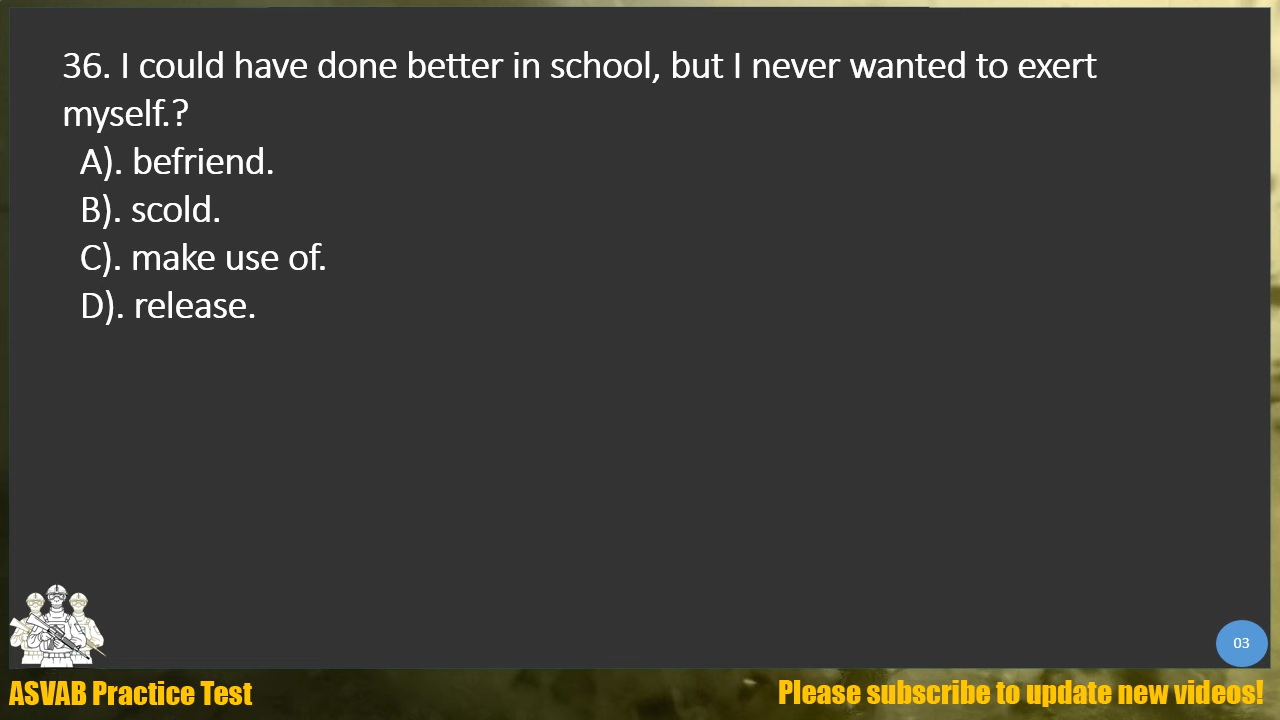 36. I could have done better in school, but I never wanted to exert
myself.?
A). befriend.
B). scold.
C). make use of.
D). release.
03
ASVAB Practice Test
Please subscribe to update new videos!